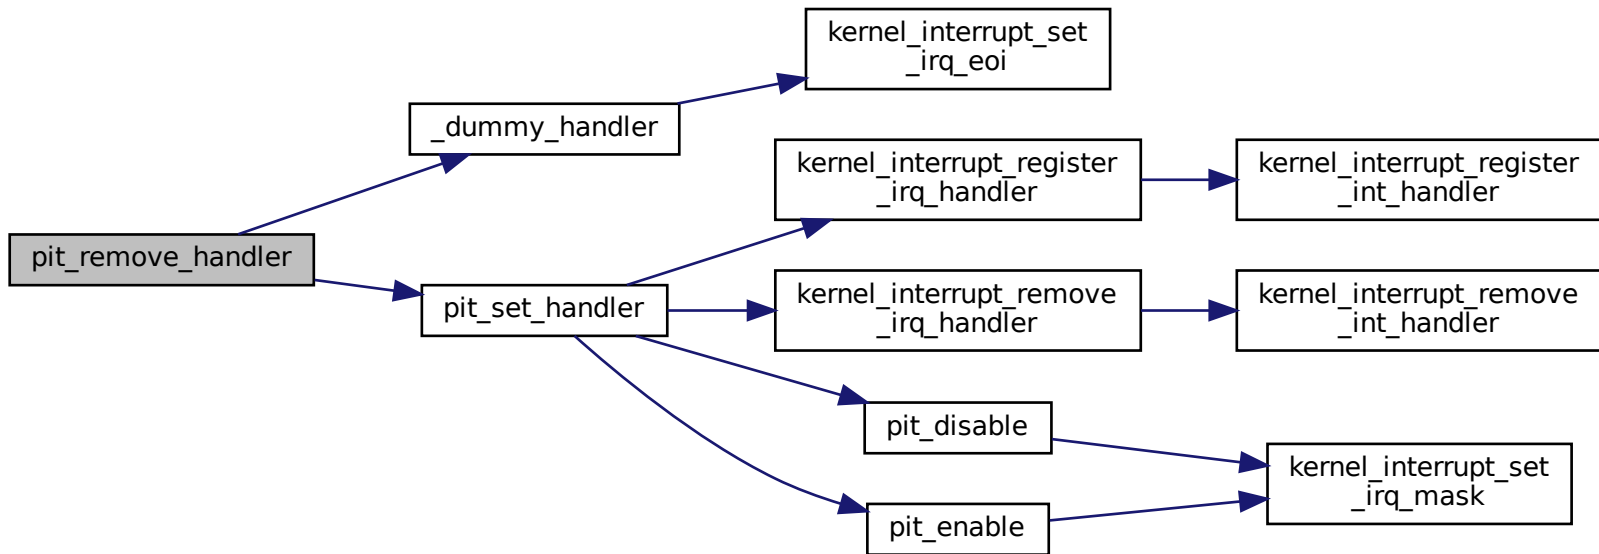 kernel_interrupt_set
_irq_eoi
_dummy_handler
kernel_interrupt_register
_irq_handler
kernel_interrupt_register
_int_handler
pit_remove_handler
pit_set_handler
kernel_interrupt_remove
_irq_handler
kernel_interrupt_remove
_int_handler
pit_disable
kernel_interrupt_set
_irq_mask
pit_enable